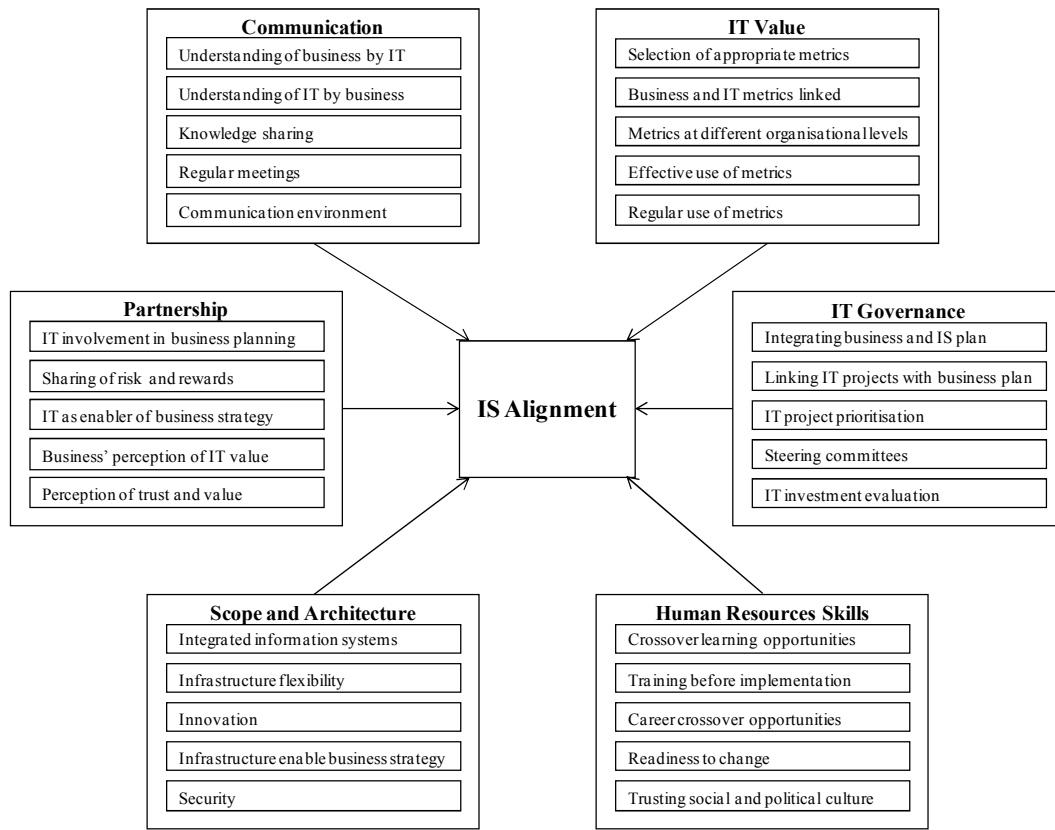 Communication
Understanding of business by IT
Understanding of IT by business
Knowledge sharing
Regular meetings
Communication environment
IT Value
Selection of appropriate metrics
Business and IT metrics linked
Metrics at different organisational levels
Effective use of metrics
Regular use of metrics
Partnership
IT involvement in business planning
Sharing of risk and rewards
IT as enabler of business strategy
Business’ perception of IT value
Perception of trust and value
IS Alignment
IT Governance
Integrating business and IS plan
Linking IT projects with business plan
IT project prioritisation
Steering committees
IT investment evaluation
Scope and Architecture
Integrated information systems
Infrastructure flexibility
Innovation
Infrastructure enable business strategy
Security
Human Resources Skills
Crossover learning opportunities
Training before implementation
Career crossover opportunities
Readiness to change
Trusting social and political culture